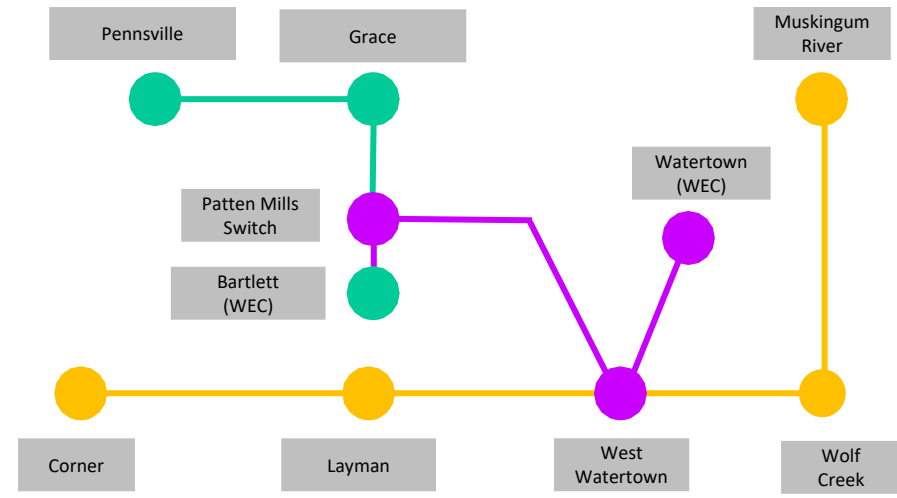 Pennsville
Grace
Muskingum
River
Watertown
(WEC)
Patten Mills
Switch
Bartlett
(WEC)
Corner
Layman
West
Watertown
Wolf
Creek